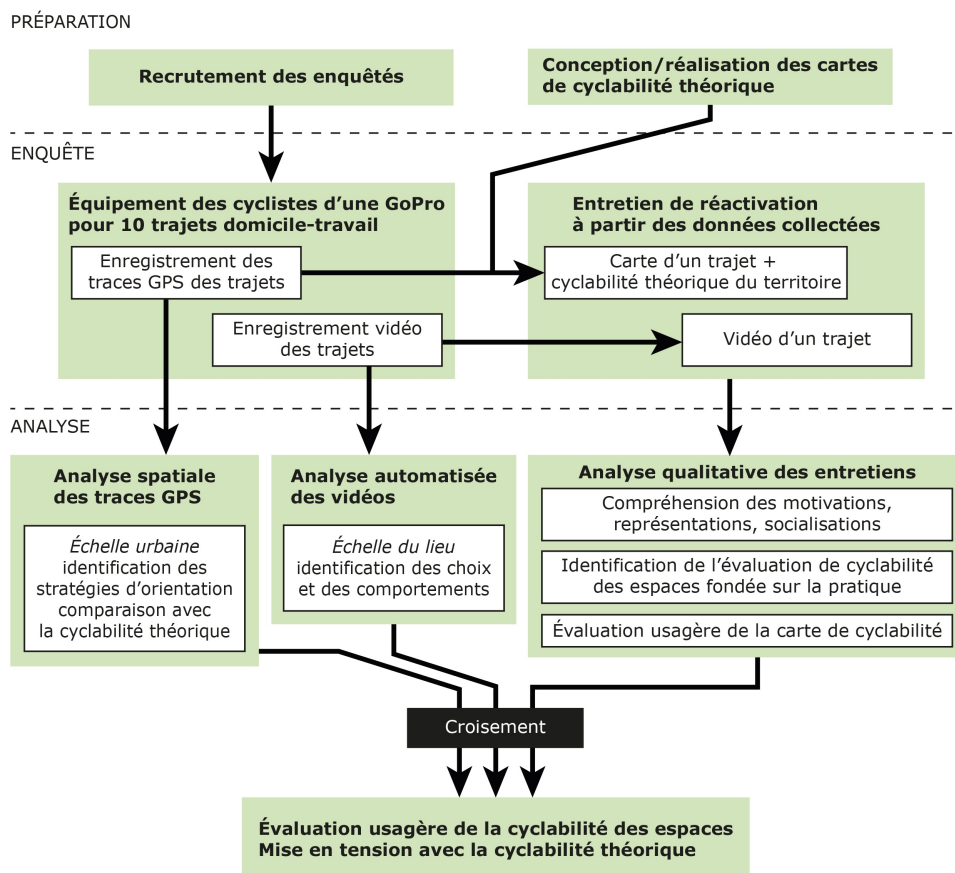 PRÉPARATION
Recrutement des enquêtés
Conception/réalisation des cartes
de cyclabilité théorique
ENQUÊTE
Équipement des cyclistes d'une GoPro
pour 10 trajets domicile-travail
Enregistrement des
traces GPS des trajets
Enregistrement vidéo
des trajets
Entretien de réactivation
à partir des données collectées
Carte d'un trajet +
cyclabilité théorique du territoire
Vidéo d'un trajet
ANALYSE
Analyse spatiale
des traces GPS
Échelle urbaine
identification des
stratégies d'orientation
comparaison avec
la cyclabilité théorique
Analyse automatisée
des vidéos
Échelle du lieu
identification des choix
et des comportements
Analyse qualitative des entretiens
Compréhension des motivations,
représentations, socialisations
Identification de l'évaluation de cyclabilité
des espaces fondée sur la pratique
Évaluation usagère de la carte de cyclabilité
Croisement
Évaluation usagère de la cyclabilité des espaces
Mise en tension avec la cyclabilité théorique